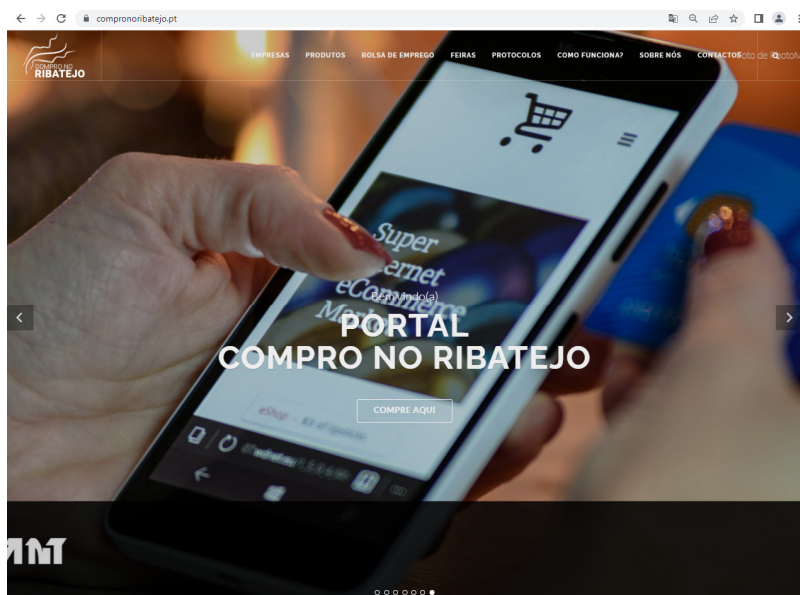 compronoribatejo.pt
COMPRO NO
RIBATEJO
EMPRESAS PRODUTOS BOLSA DE EMPREGO FEIRAS PROTOCOLOS COMO FUNCIONA? SOBRE NÓS CONTACTOS
Super
eCommerce
Bem Vindo(a)
PORTAL
COMPRO NO RIBATEJO
COMPRE AQUI
eShop